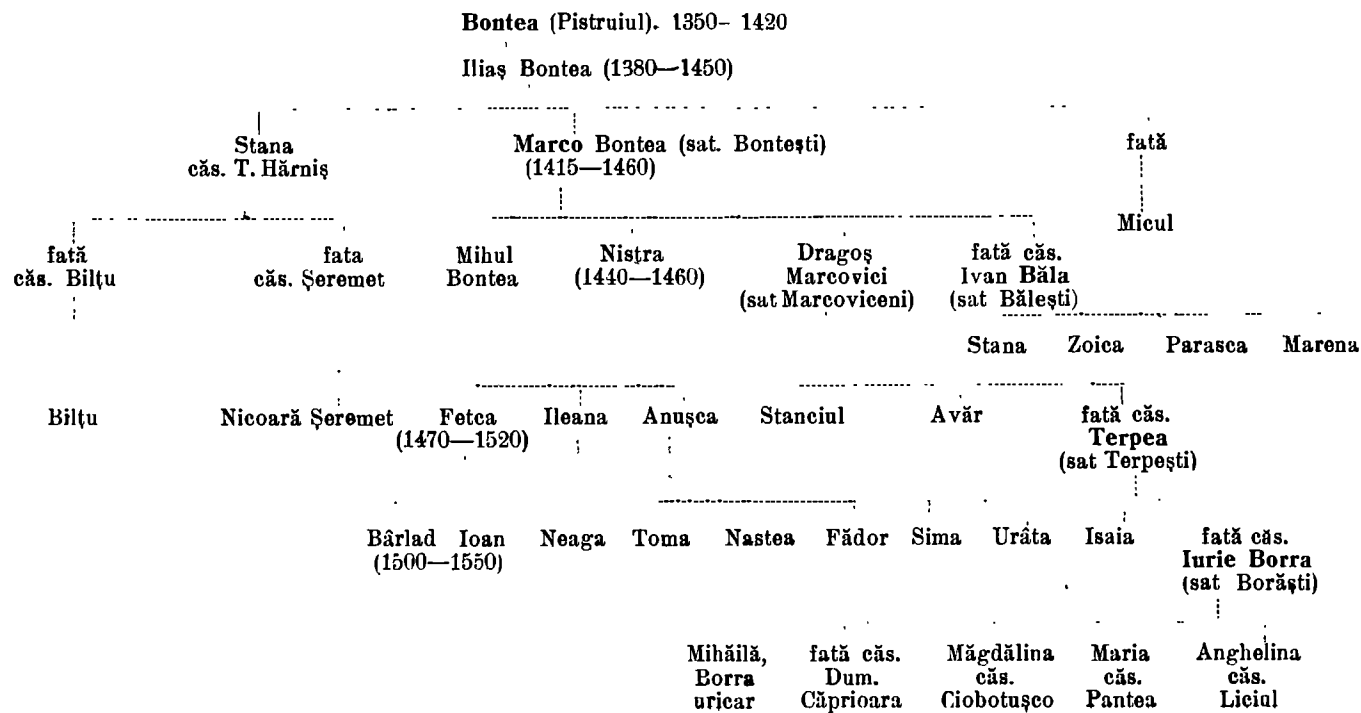 Bontea (Pistruiul). 1350–1420
Iliaș Bontea (1380—1450)
Stana
căs. T. Hărniș
Marco Bontea (sat. Bontești)
(1415—1460)
fată
Micul
fată
căs. Bilțu
fata
căs. Șeremet
Mihul
Bontea
Nistra
(1440—1460)
Dragoș
Marcovici
(sat Marcoviceni)
fată căs.
Ivan Băla
(sat Bălești)
Stana Zoica Parasca Marena
Bilțu
Nicoară Șeremet
Fetca
(1470—1520)
Ileana
Anușca
Stanciul
Avăr
fată căs.
Terpea
(sat Terpești)
Bârlad Ioan
(1500—1550)
Neaga
Toma
Nastea
Fădor
Sima
Urâta
Isaia
fată căs.
Iurie Borra
(sat Borăști)
Mihăilă,
Borra
uricar
fată căs.
Dum.
Căprioara
Măgdălina
căs.
Ciobotușco
Maria
căs.
Pantea
Anghelina
căs.
Liciul